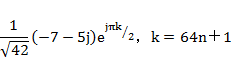 1/√42 (−7 − 5j)e^(jπk/2), k = 64n+1